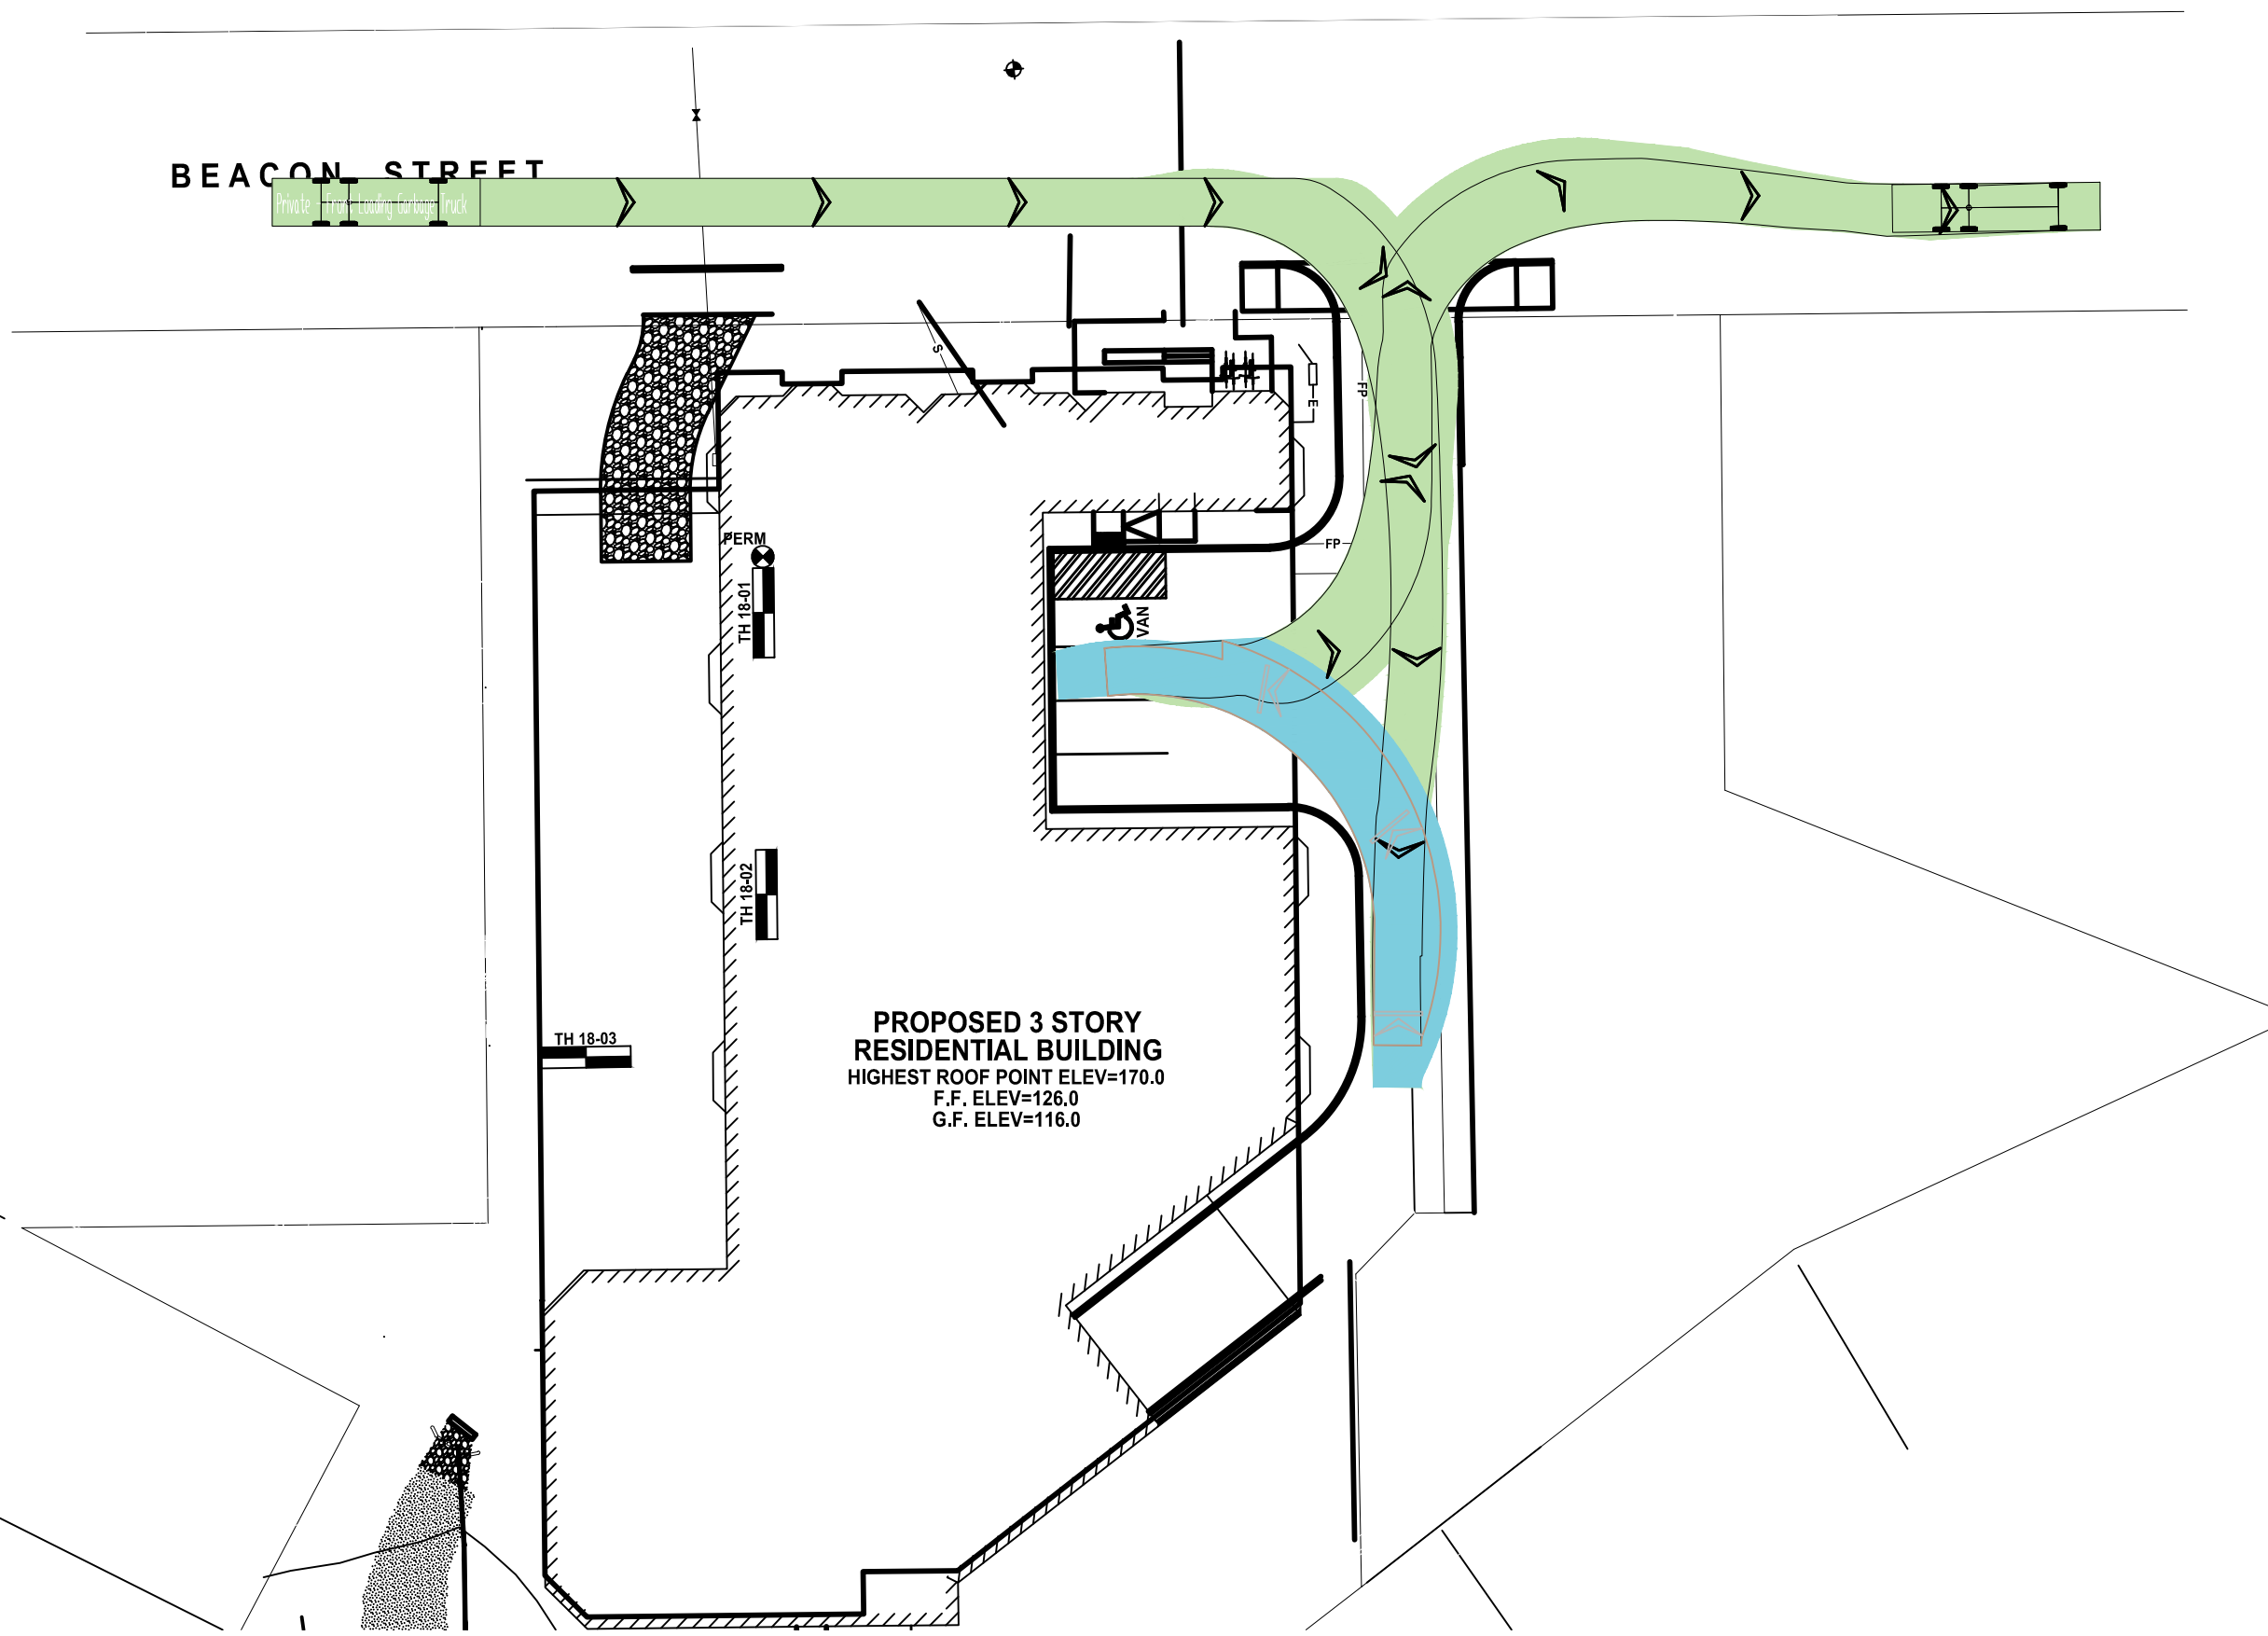 BEACON STREET
Private - Front Loading Garbage Truck
S
E
FP
FP
PERM
TH 18-01
VAN
TH 18-02
TH 18-03
PROPOSED 3 STORY
RESIDENTIAL BUILDING
HIGHEST ROOF POINT ELEV=170.0
F.F. ELEV=126.0
G.F. ELEV=116.0